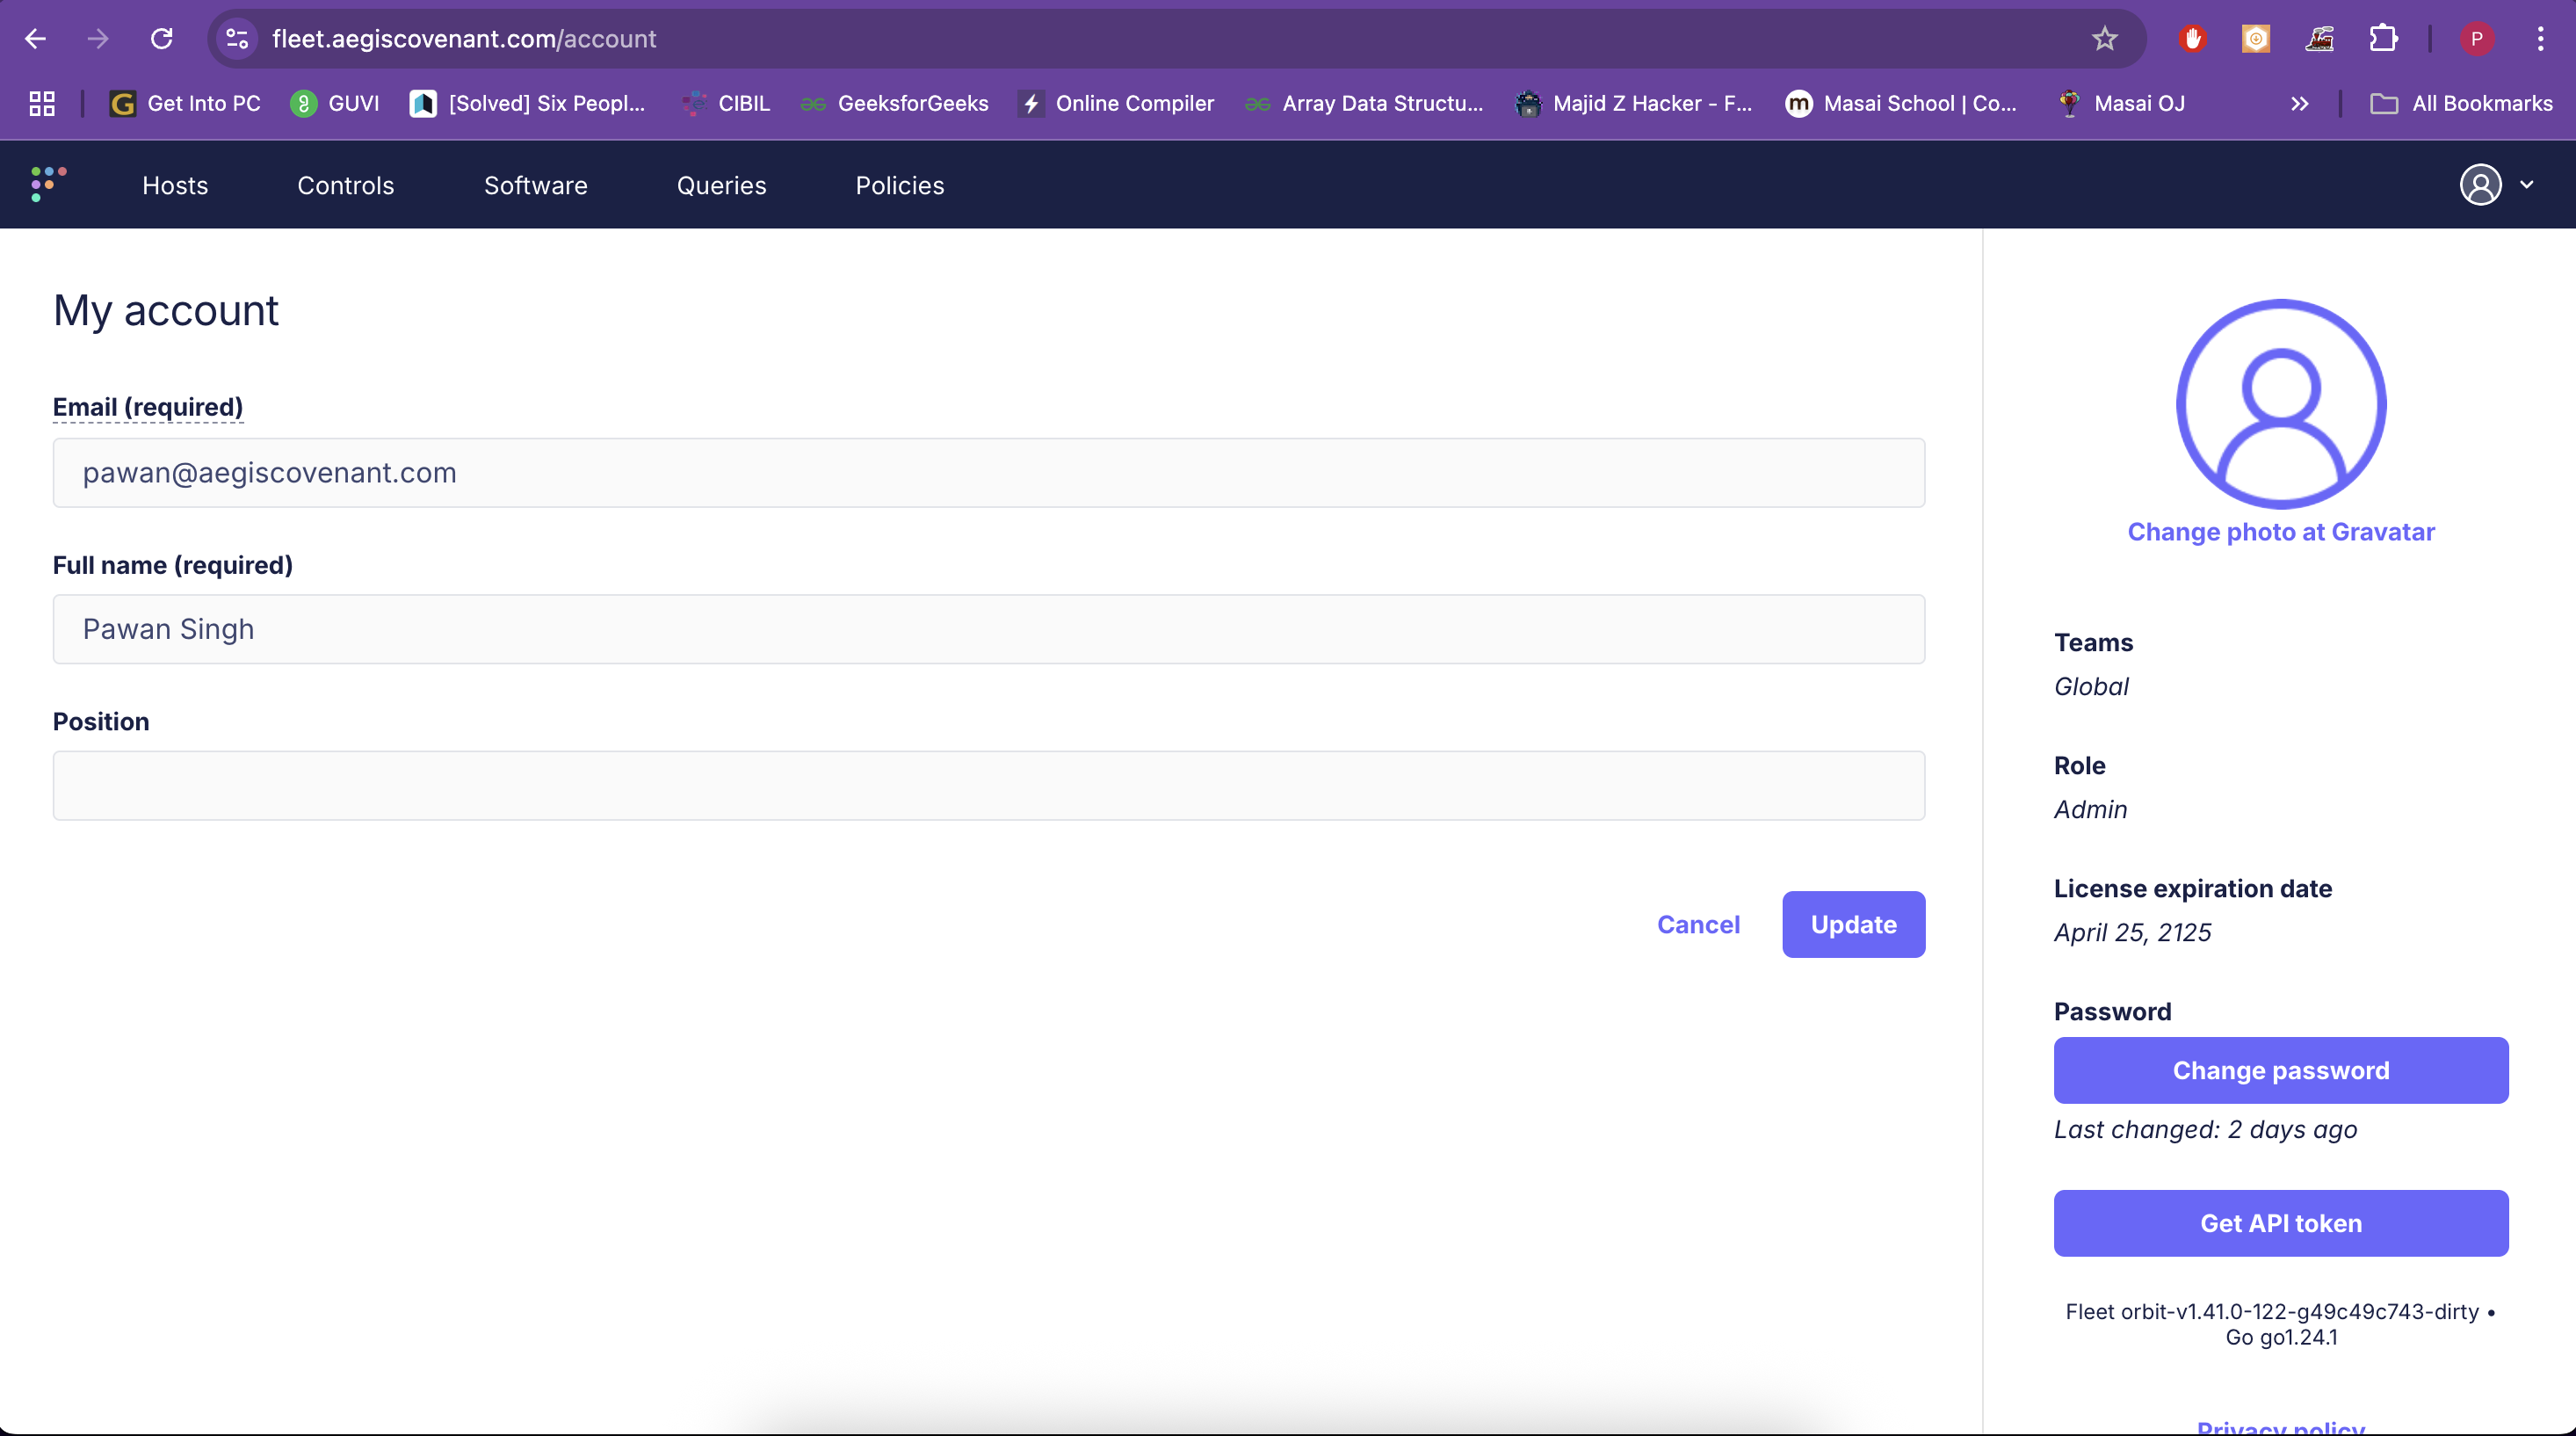 fleet.aegiscovenant.com/account
P
Get Into PC
GUVI
[Solved] Six Peopl...
CIBIL
GeeksforGeeks
Online Compiler
Array Data Structu...
Majid Z Hacker - F...
Masai School | Co...
Masai OJ
All Bookmarks
Hosts
Controls
Software
Queries
Policies
My account
Email (required)
pawan@aegiscovenant.com
Full name (required)
Pawan Singh
Position
Cancel
Update
Change photo at Gravatar
Teams
Global
Role
Admin
License expiration date
April 25, 2125
Password
Change password
Last changed: 2 days ago
Get API token
Fleet orbit-v1.41.0-122-g49c49c743-dirty •
Go go1.24.1
Privacy policy